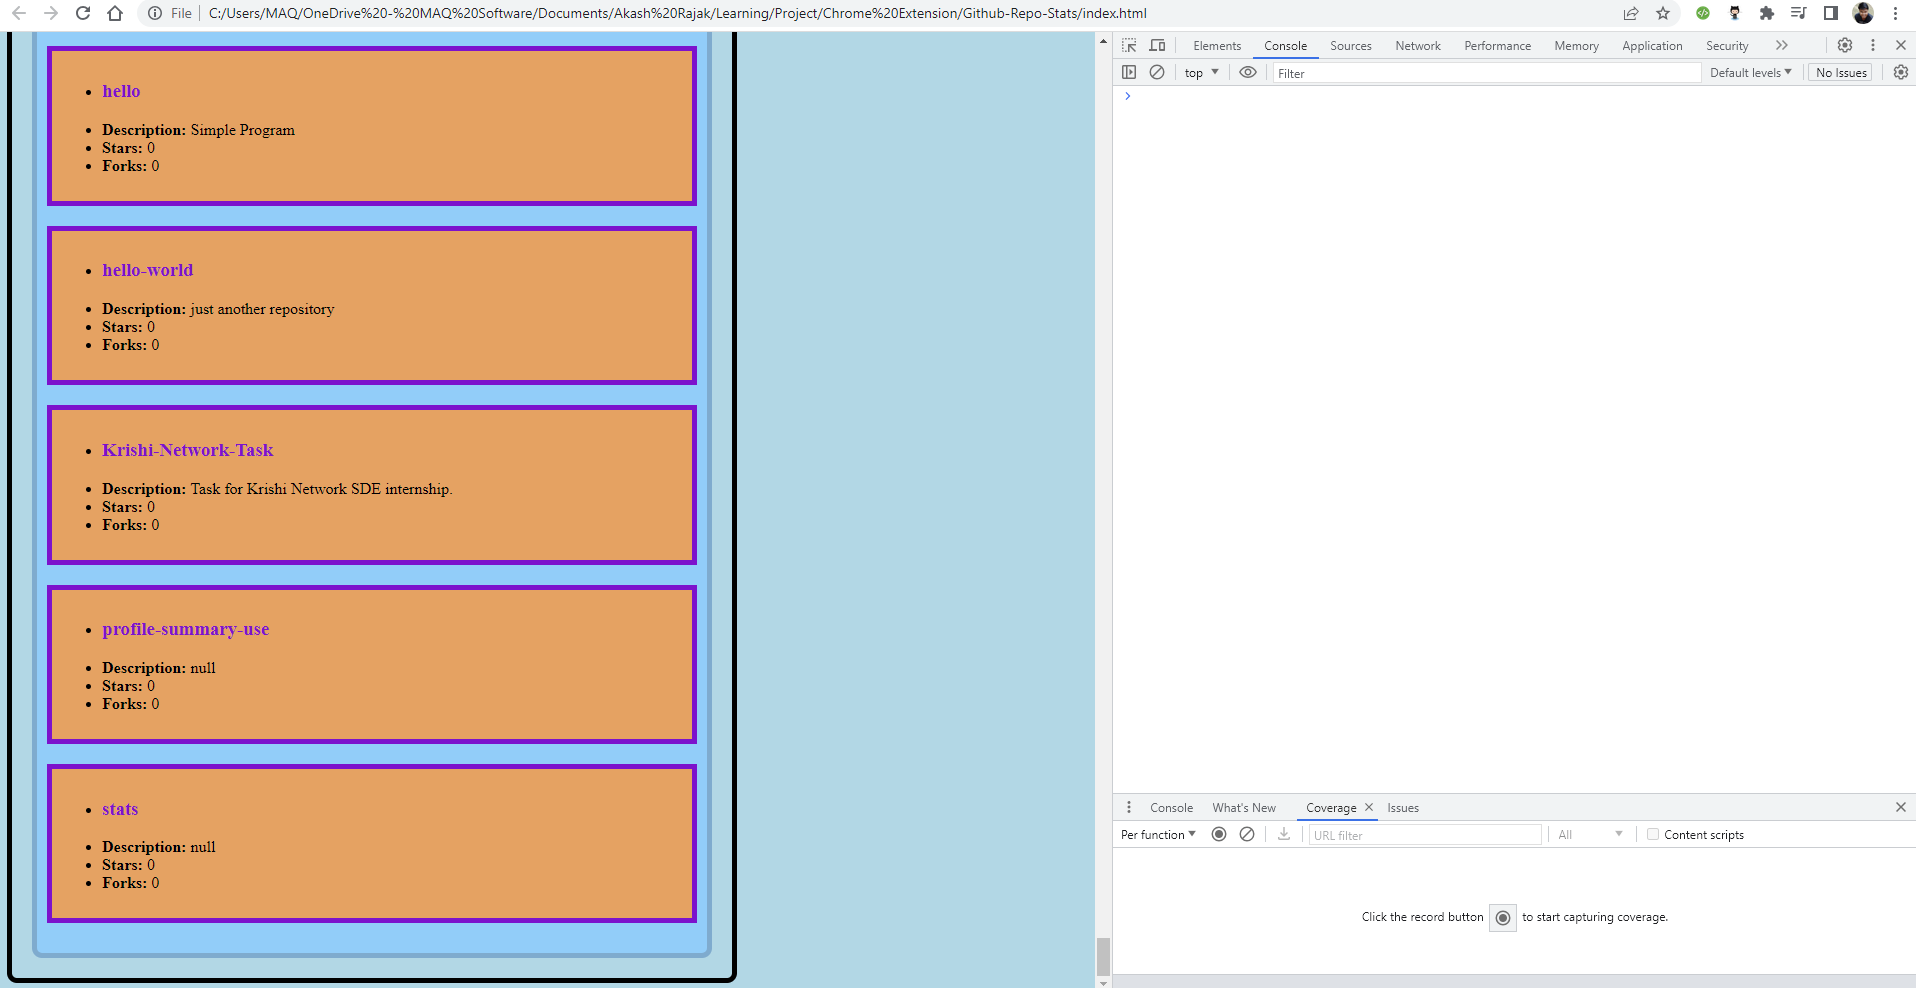 File C:/Users/MAQ/OneDrive%20-%20MAQ%20Software/Documents/Akash%20Rajak/Learning/Project/Chrome%20Extension/Github-Repo-Stats/index.html
hello
Description: Simple Program
Stars: 0
Forks: 0
hello-world
Description: just another repository
Stars: 0
Forks: 0
Krishi-Network-Task
Description: Task for Krishi Network SDE internship.
Stars: 0
Forks: 0
profile-summary-use
Description: null
Stars: 0
Forks: 0
stats
Description: null
Stars: 0
Forks: 0
Elements Console Sources Network Performance Memory Application Security
top Filter Default levels No Issues
Console What's New Coverage Issues
Per function URL filter All Content scripts
Click the record button to start capturing coverage.